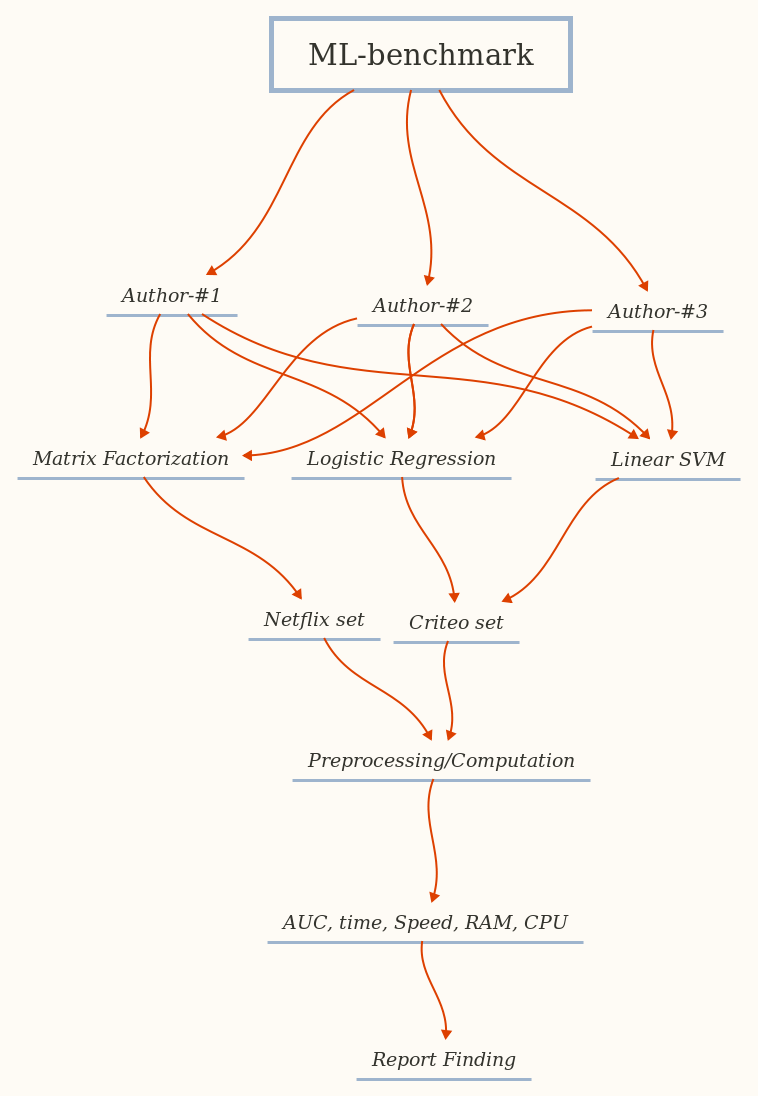 ML-benchmark
Author-#1
Author-#2
Author-#3
Matrix Factorization
Logistic Regression
Linear SVM
Netflix set
Criteo set
Preprocessing/Computation
AUC, time, Speed, RAM, CPU
Report Finding